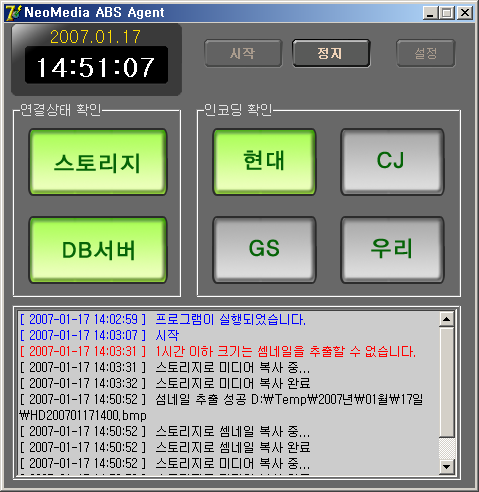 NeoMedia ABS Agent
2007.01.17
14:51:07
시작
정지
설정
연결상태 확인
인코딩 확인
스토리지
현대
CJ
DB서버
GS
우리
[ 2007-01-17 14:02:59 ] 프로그램이 실행되었습니다.
[ 2007-01-17 14:03:07 ] 시작
[ 2007-01-17 14:03:31 ] 1시간 이하 크기는 셈네일을 추출할 수 없습니다.
[ 2007-01-17 14:03:31 ] 스토리지로 미디어 복사 중...
[ 2007-01-17 14:03:32 ] 스토리지로 미디어 복사 완료
[ 2007-01-17 14:50:52 ] 섬네일 추출 성공 D:₩Temp₩2007년₩01월₩17일
₩HD200701171400.bmp
[ 2007-01-17 14:50:52 ] 스토리지로 셈네일 복사 중...
[ 2007-01-17 14:50:52 ] 스토리지로 셈네일 복사 완료
[ 2007-01-17 14:50:52 ] 스토리지로 미디어 복사 중...